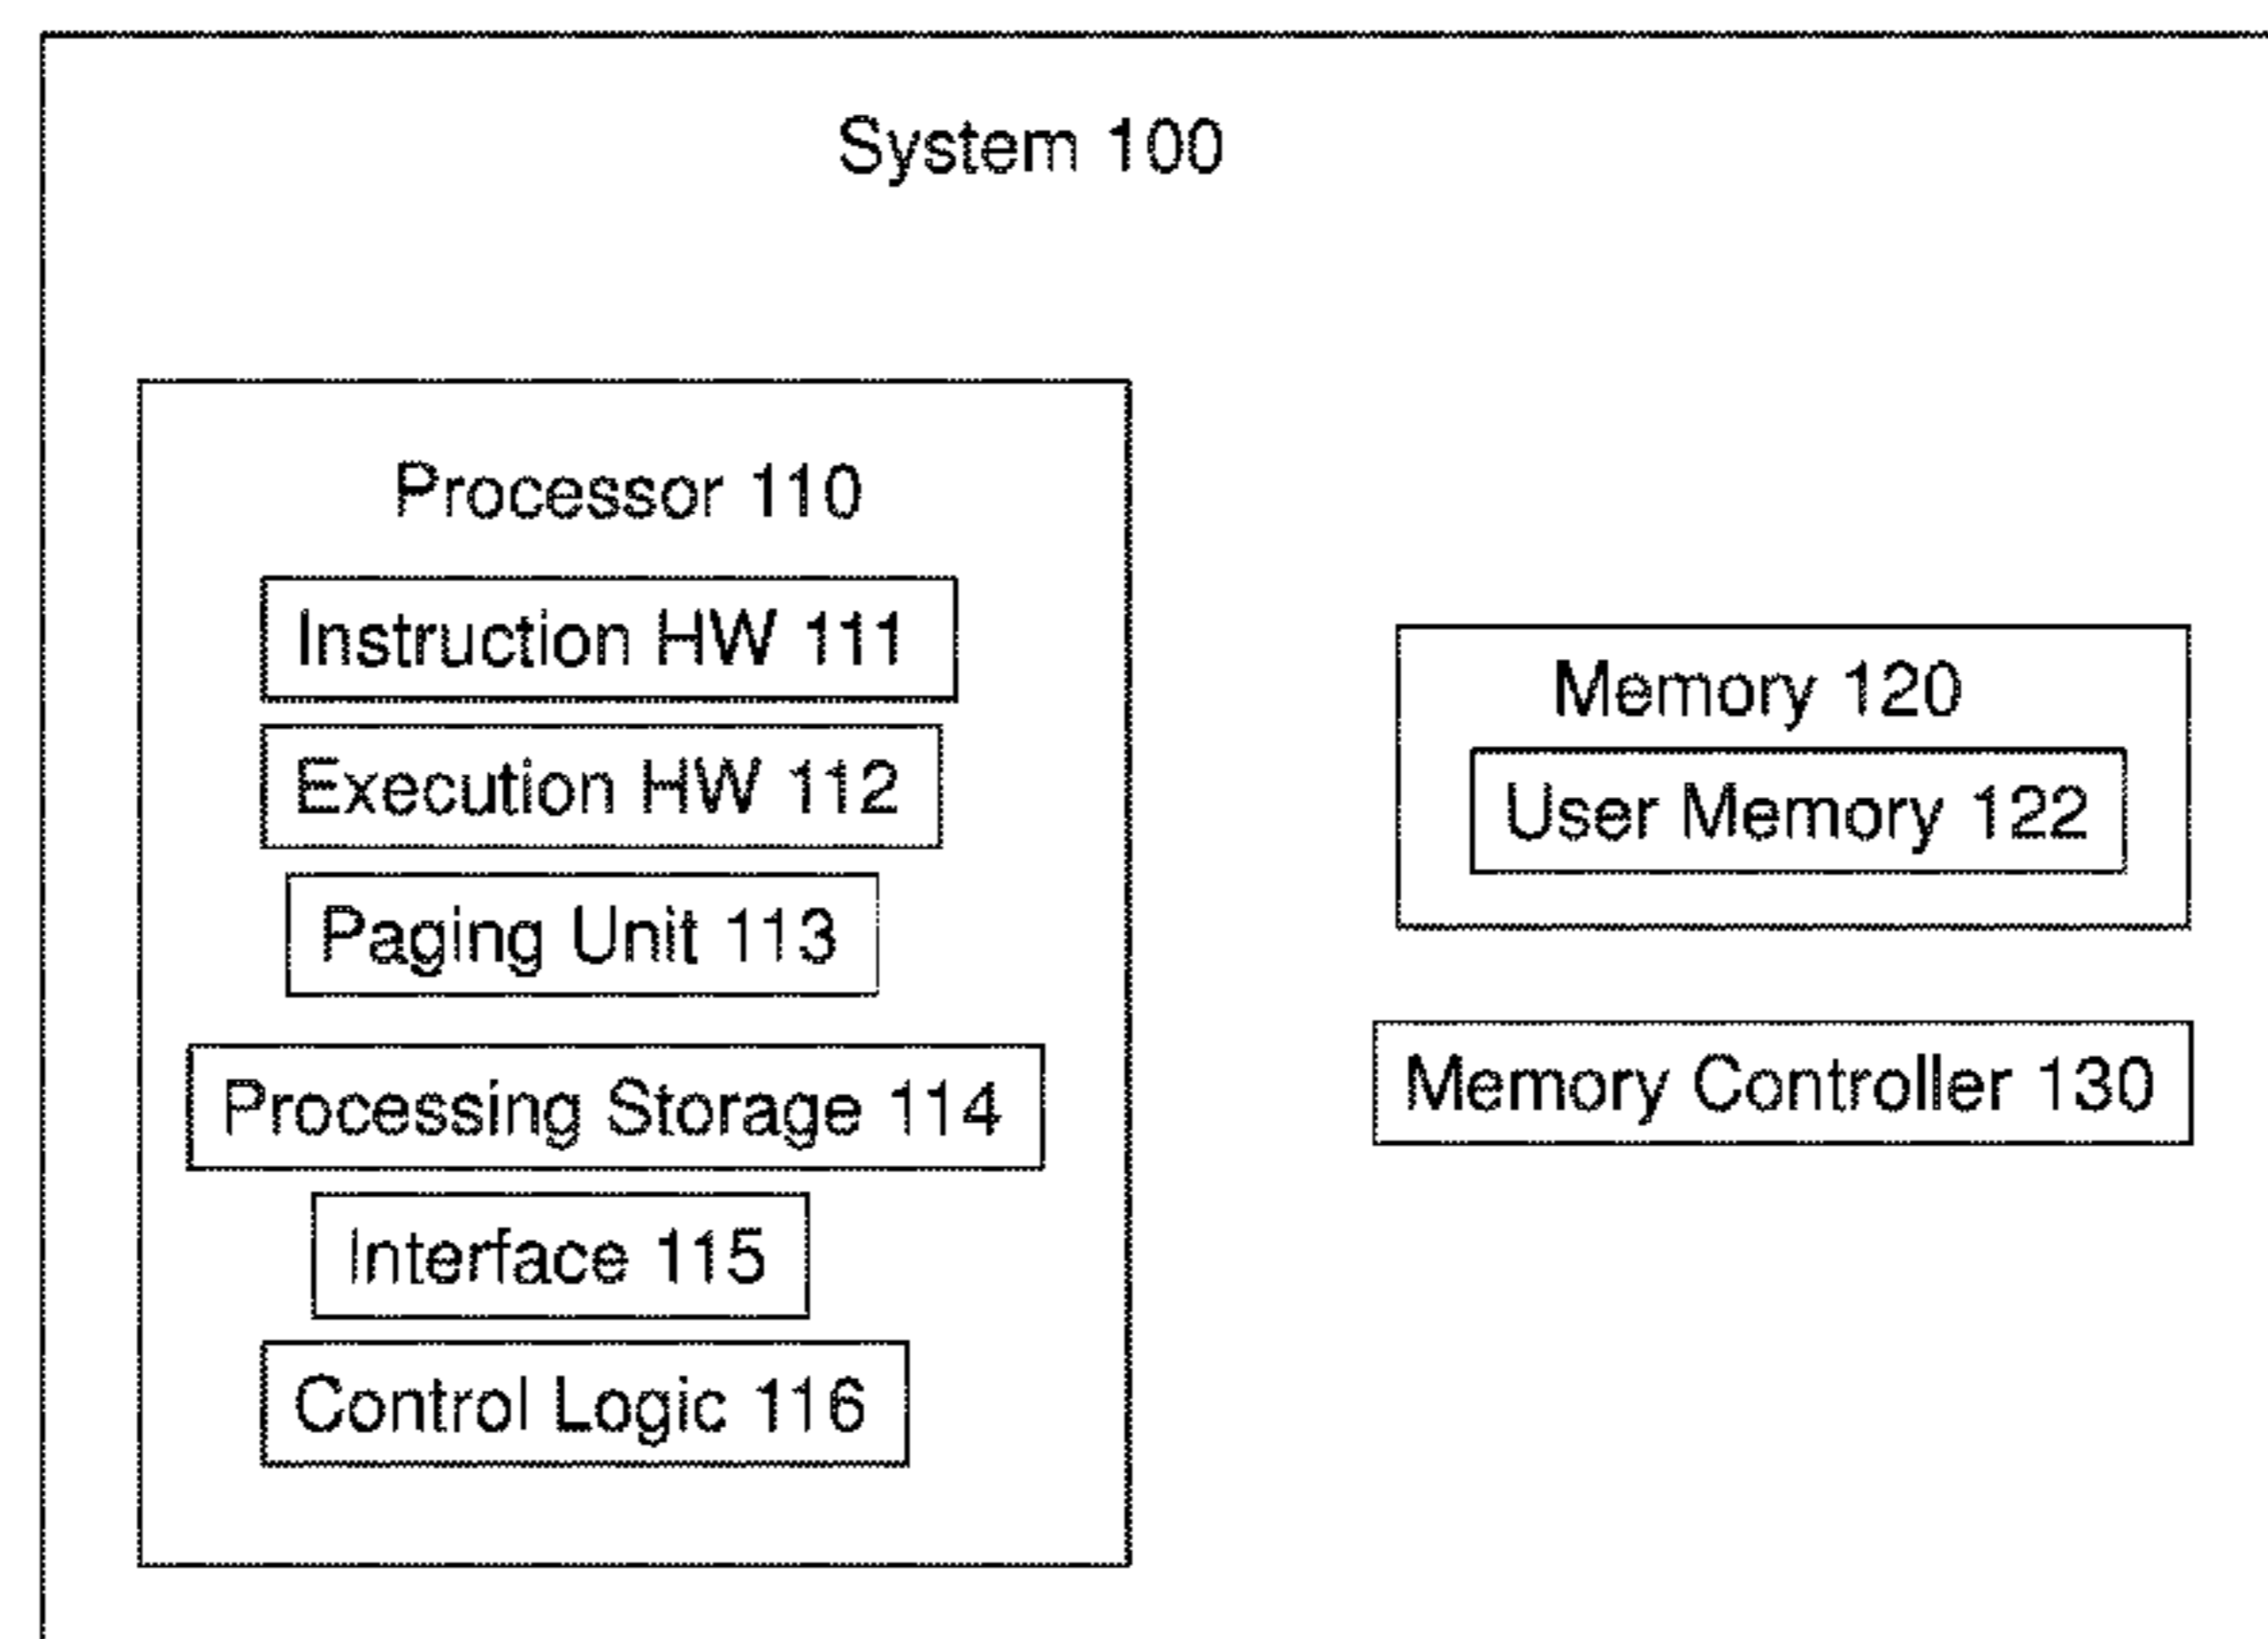 System 100
Processor 110
Instruction HW 111
Execution HW 112
Paging Unit 113
Processing Storage 114
Interface 115
Control Logic 116
Memory 120
User Memory 122
Memory Controller 130